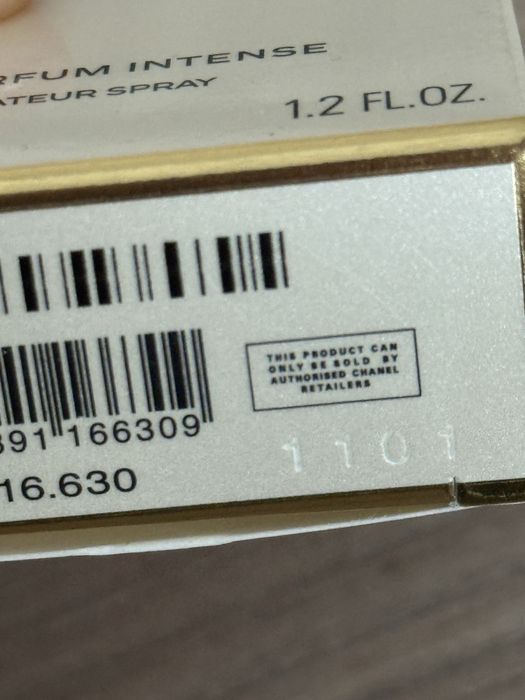 RFUM INTENSE
ATEUR SPRAY
1.2 FL.OZ.
THIS PRODUCT CAN
ONLY BE SOLD BY
AUTHORISED CHANEL
RETAILERS
391 166309
1101
16.630